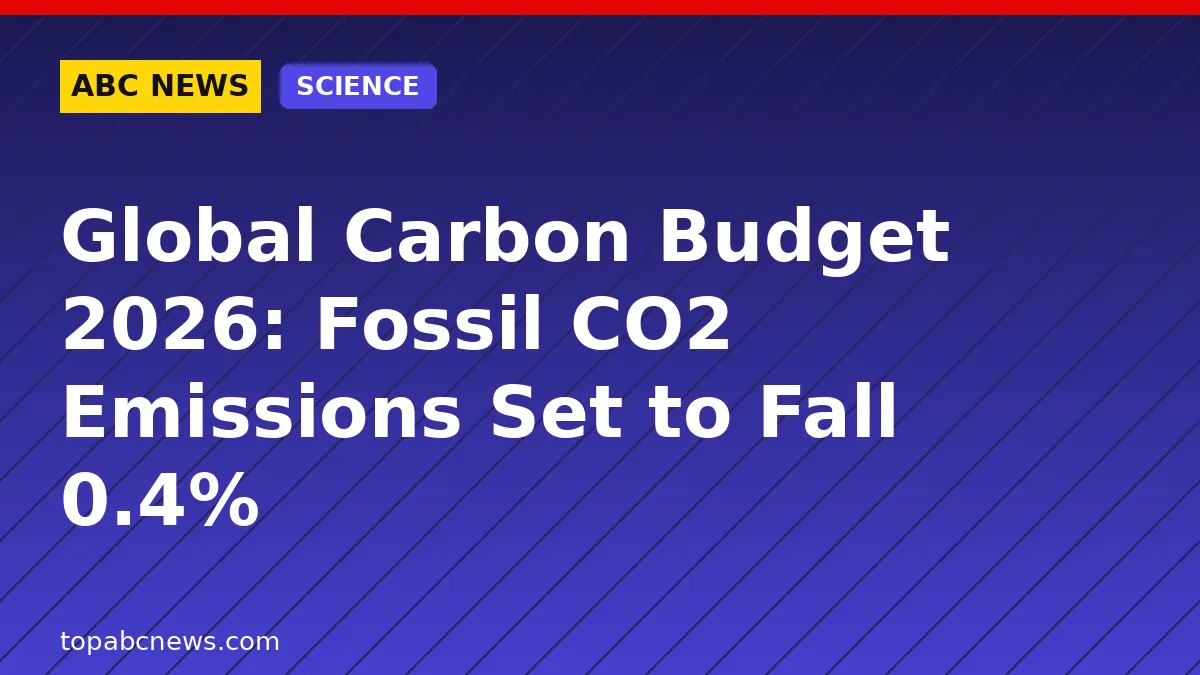 ABC NEWS
SCIENCE
Global Carbon Budget
2026: Fossil CO2
Emissions Set to Fall
0.4%
topabcnews.com